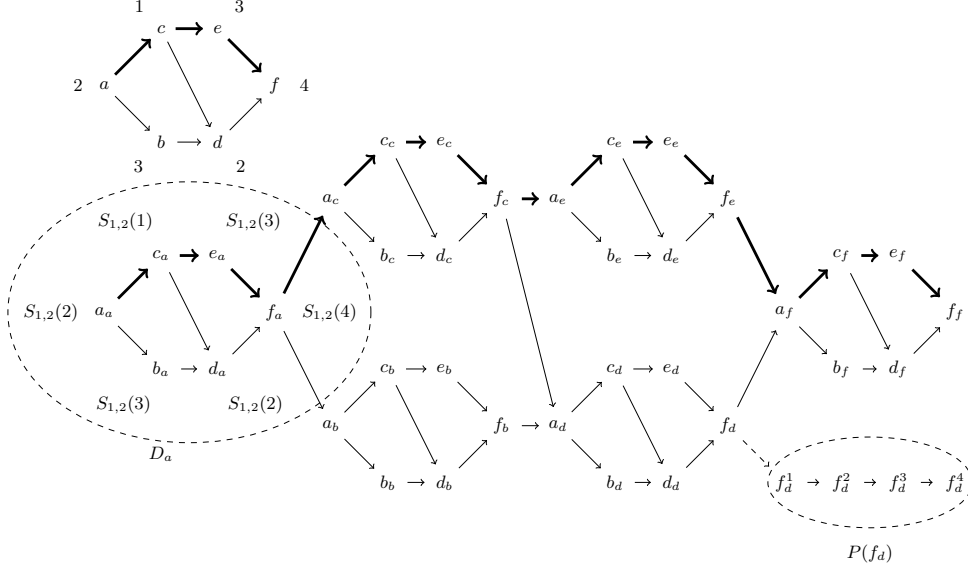 1 3
c e
2 a f 4
b d
3 2
c_c e_c c_e e_e
a_c f_c a_e f_e
b_c d_c b_e d_e
S_{1,2}(1) S_{1,2}(3)
c_a e_a
S_{1,2}(2) a_a f_a S_{1,2}(4)
b_a d_a
S_{1,2}(3) S_{1,2}(2)
D_a
c_f e_f
a_f f_f
b_f d_f
c_b e_b c_d e_d
a_b f_b a_d f_d
b_b d_b b_d d_d
f_d^1 f_d^2 f_d^3 f_d^4
P(f_d)